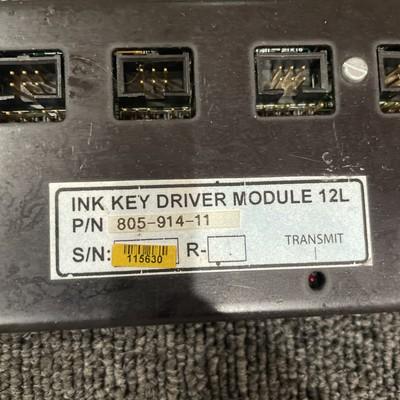 INK KEY DRIVER MODULE 12L
P/N 805-914-11
S/N: 115630 R-
TRANSMIT